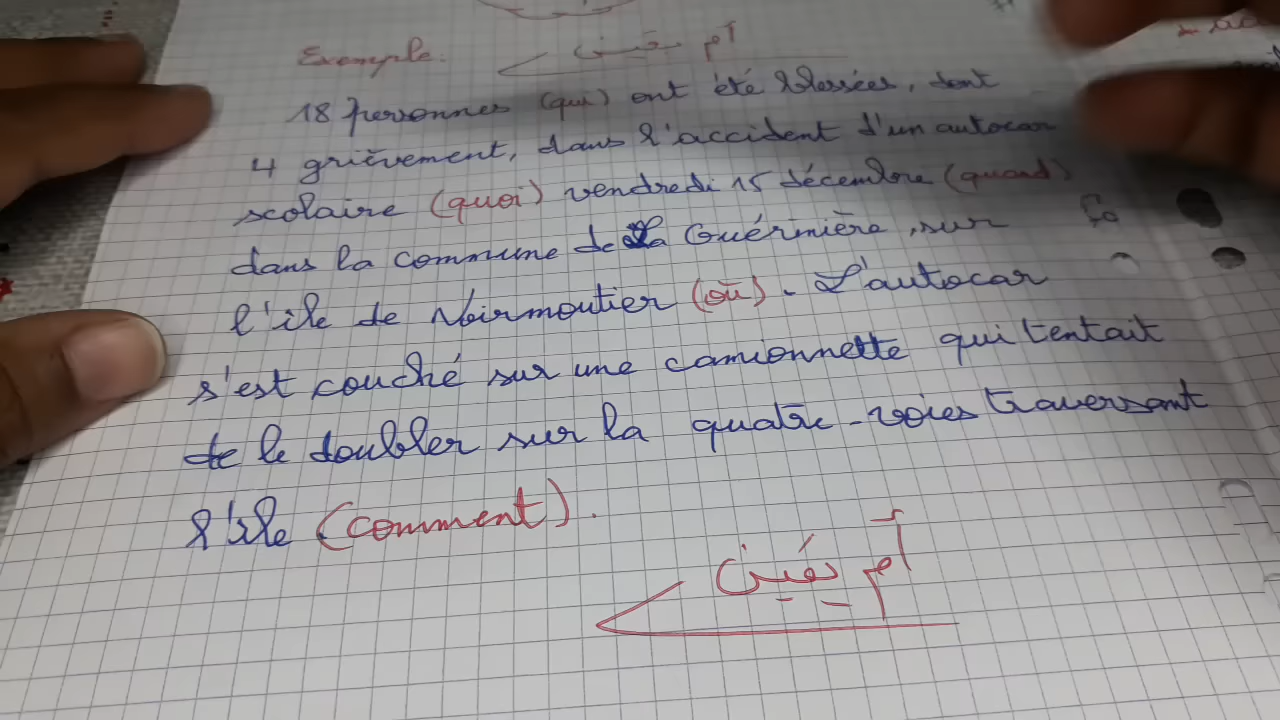 Exemple: أم يقين
18 personnes (qui) ont été blessées, dont
4 grièvement, dans l'accident d'un autocar
scolaire (quoi) vendredi 15 décembre (quand)
dans la commune de la Guérinière, sur
l'île de Noirmoutier (où). L'autocar
s'est couché sur une camionnette qui tentait
de le doubler sur la quatre-voies traversant
l'île (comment).
أم يقين